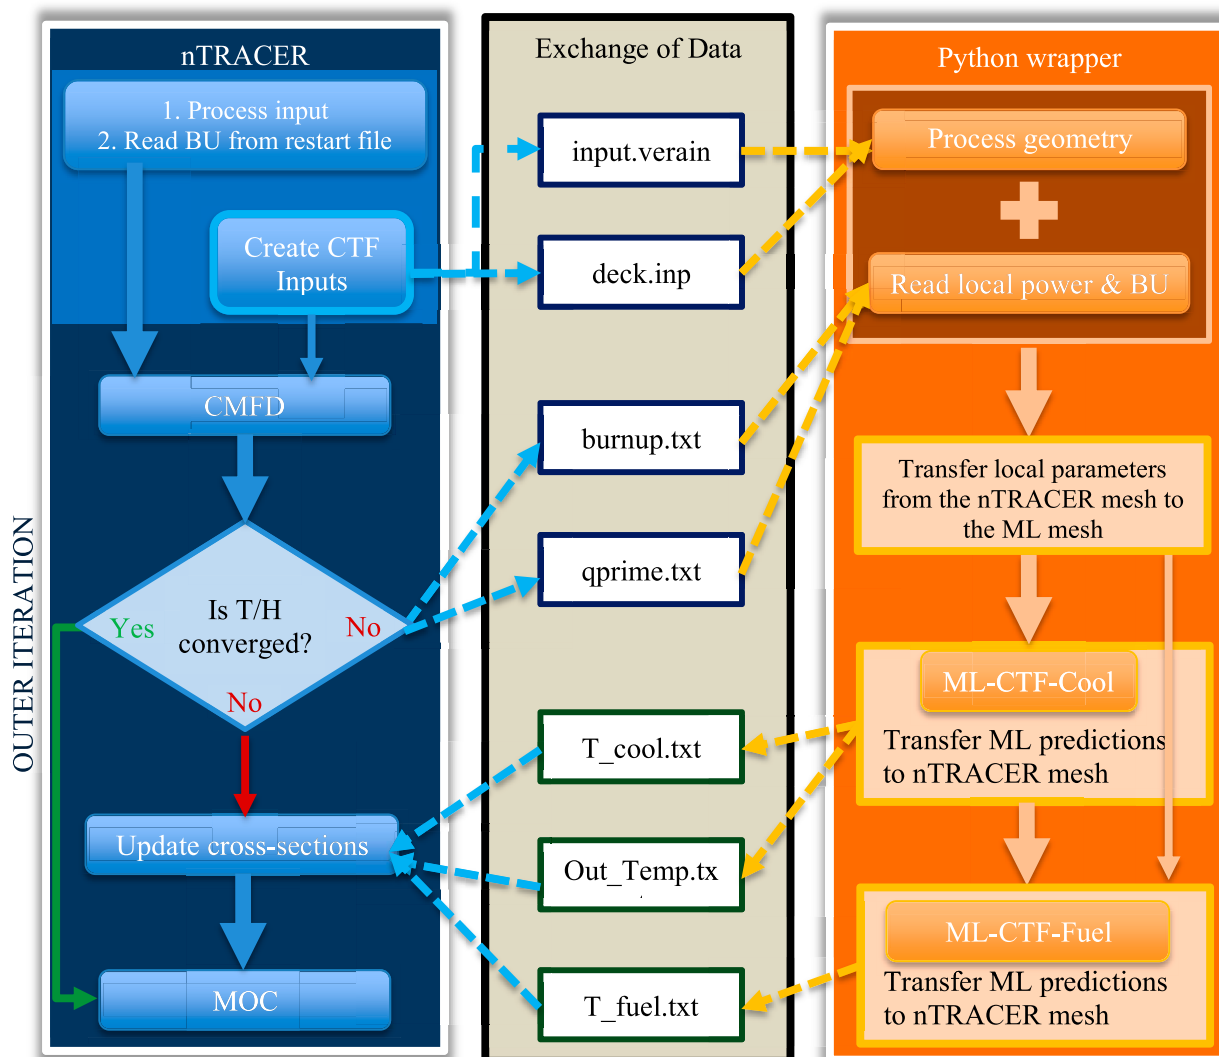 nTRACER
1. Process input
2. Read BU from restart file
Create CTF
Inputs
CMFD
Is T/H
converged?
Yes
No
No
Update cross-sections
MOC
OUTER ITERATION
Exchange of Data
input.verain
deck.inp
burnup.txt
qprime.txt
T_cool.txt
Out_Temp.tx
T_fuel.txt
Python wrapper
Process geometry
Read local power & BU
Transfer local parameters
from the nTRACER mesh to
the ML mesh
ML-CTF-Cool
Transfer ML predictions
to nTRACER mesh
ML-CTF-Fuel
Transfer ML predictions
to nTRACER mesh